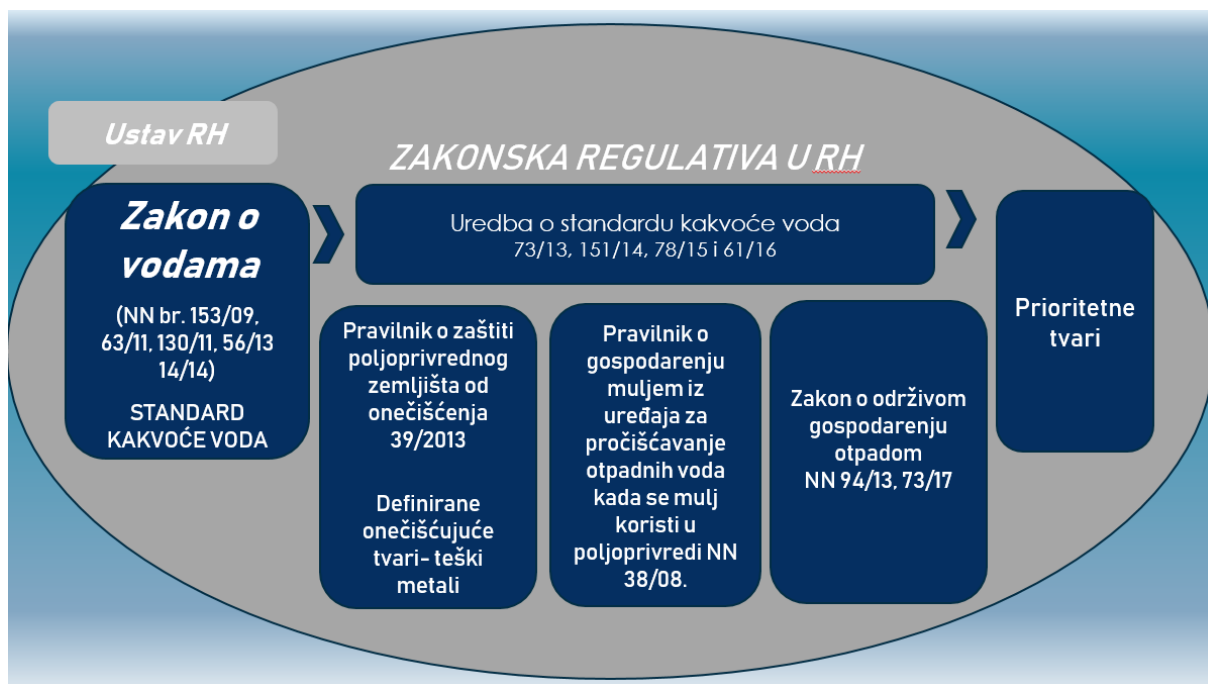 Ustav RH
ZAKONSKA REGULATIVA U RH
Zakon o
vodama
(NN br. 153/09,
63/11, 130/11, 56/13
14/14)
STANDARD
KAKVOĆE VODA
Uredba o standardu kakvoće voda
73/13, 151/14, 78/15 i 61/16
Pravilnik o zaštiti
poljoprivrednog
zemljišta od
onečišćenja
39/2013
Definirane
onečišćujuće
tvari- teški
metali
Pravilnik o
gospodarenju
muljem iz
uređaja za
pročišćavanje
otpadnih voda
kada se mulj
koristi u
poljoprivredi NN
38/08.
Zakon o održivom
gospodarenju
otpadom
NN 94/13, 73/17
Prioritetne
tvari